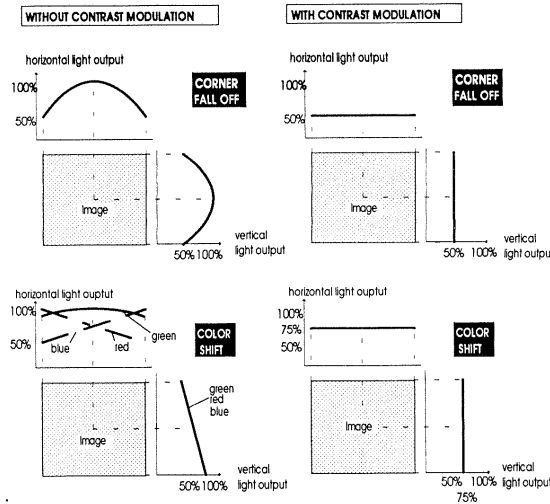 WITHOUT CONTRAST MODULATION
WITH CONTRAST MODULATION
horizontal light output
100%
50%
CORNER
FALL OFF
Image
vertical
light output
50% 100%
horizontal light output
100%
50%
CORNER
FALL OFF
Image
vertical
light output
50% 100%
horizontal light ouptut
100%
50%
green
blue
red
COLOR
SHIFT
green
red
blue
Image
vertical
light output
50% 100%
horizontal light ouptut
100%
75%
50%
COLOR
SHIFT
Image
vertical
light output
50% 100%
75%